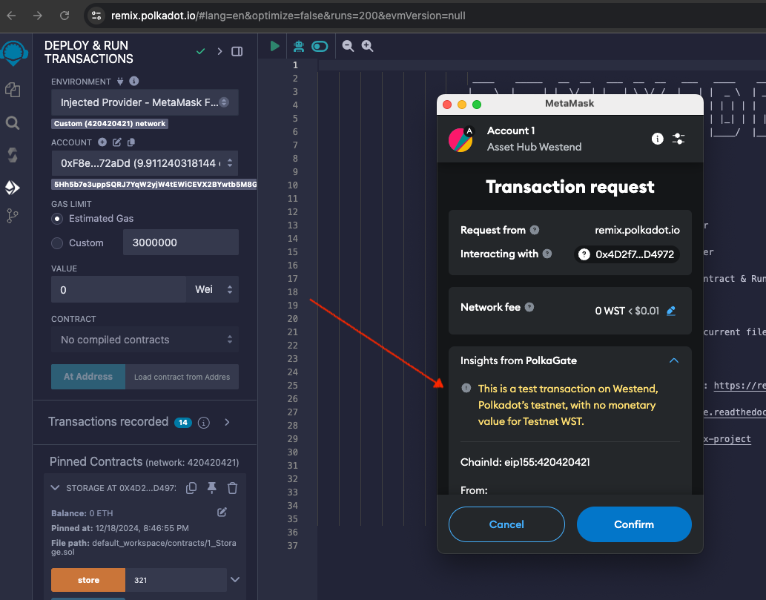 remix.polkadot.io/#lang=en&optimize=false&runs=200&evmVersion=null
DEPLOY & RUN
TRANSACTIONS
ENVIRONMENT
Injected Provider - MetaMask F...
Custom (420420421) network
ACCOUNT
0xF8e...72aDd (9.911240318144
5Hh5b7e3uppSQRJ7YqW2yjW4tEWiCEVX2BYwtb5M8G
GAS LIMIT
Estimated Gas
Custom
3000000
VALUE
0
Wei
CONTRACT
No compiled contracts
At Address
Load contract from Addres
Transactions recorded 14
Pinned Contracts (network: 420420421)
STORAGE AT 0X4D2...D497:
Balance: 0 ETH
Pinned at: 12/18/2024, 8:46:55 PM
File path: default_workspace/contracts/1_Stora
ge.sol
store
321
1
2
3
4
5
6
7
8
9
10
11
12
13
14
15
16
17
18
19
20
21
22
23
24
25
26
27
28
29
30
31
32
33
34
35
36
37
MetaMask
Account 1
Asset Hub Westend
Transaction request
Request from
remix.polkadot.io
Interacting with
0x4D2f7...D4972
Network fee
0 WST < $0.01
Insights from PolkaGate
This is a test transaction on Westend,
Polkadot's testnet, with no monetary
value for Testnet WST.
ChainId: eip155:420420421
From:
Cancel
Confirm
r
er
ntract & Run
current file
: https://re
e.readthedoc
x-project